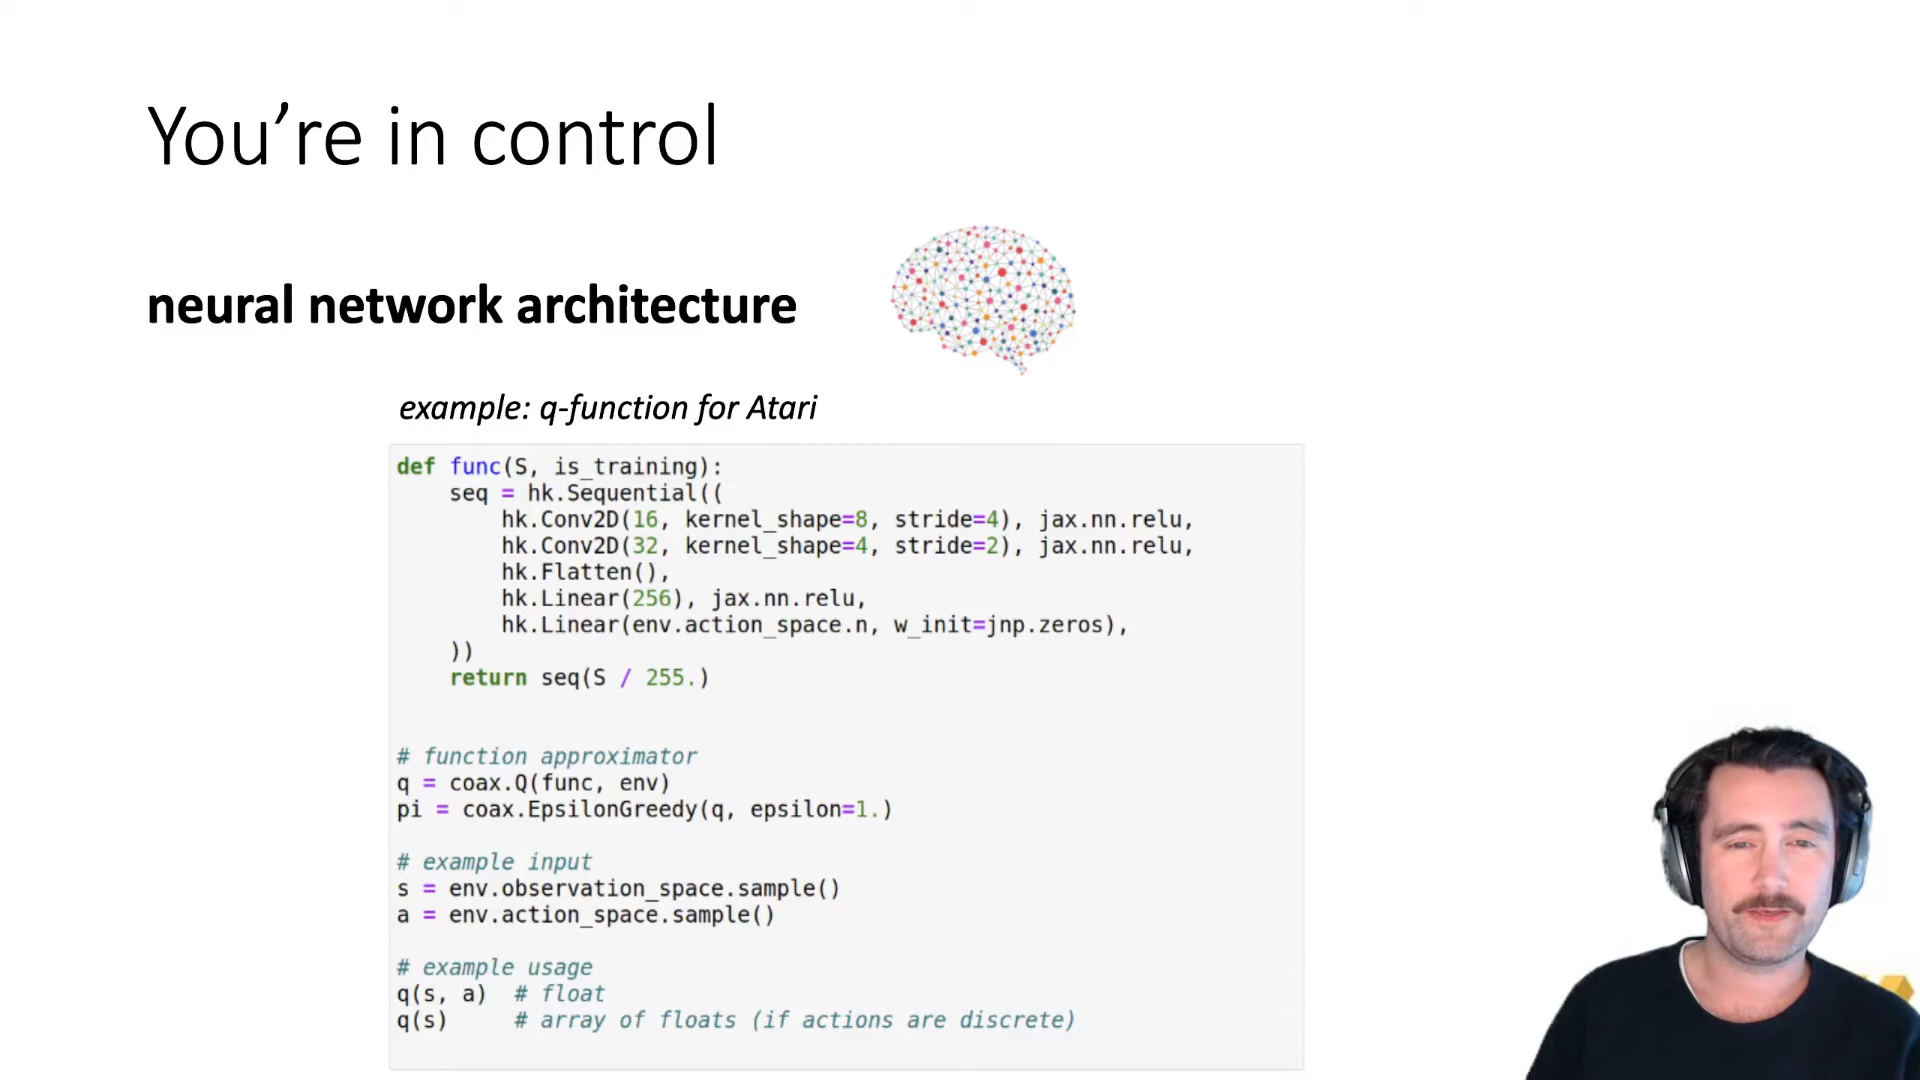 You’re in control
neural network architecture
example: q-function for Atari
def func(S, is_training):
    seq = hk.Sequential((
        hk.Conv2D(16, kernel_shape=8, stride=4), jax.nn.relu,
        hk.Conv2D(32, kernel_shape=4, stride=2), jax.nn.relu,
        hk.Flatten(),
        hk.Linear(256), jax.nn.relu,
        hk.Linear(env.action_space.n, w_init=jnp.zeros),
    ))
    return seq(S / 255.)
# function approximator
q = coax.Q(func, env)
pi = coax.EpsilonGreedy(q, epsilon=1.)
# example input
s = env.observation_space.sample()
a = env.action_space.sample()
# example usage
q(s, a)  # float
q(s)     # array of floats (if actions are discrete)